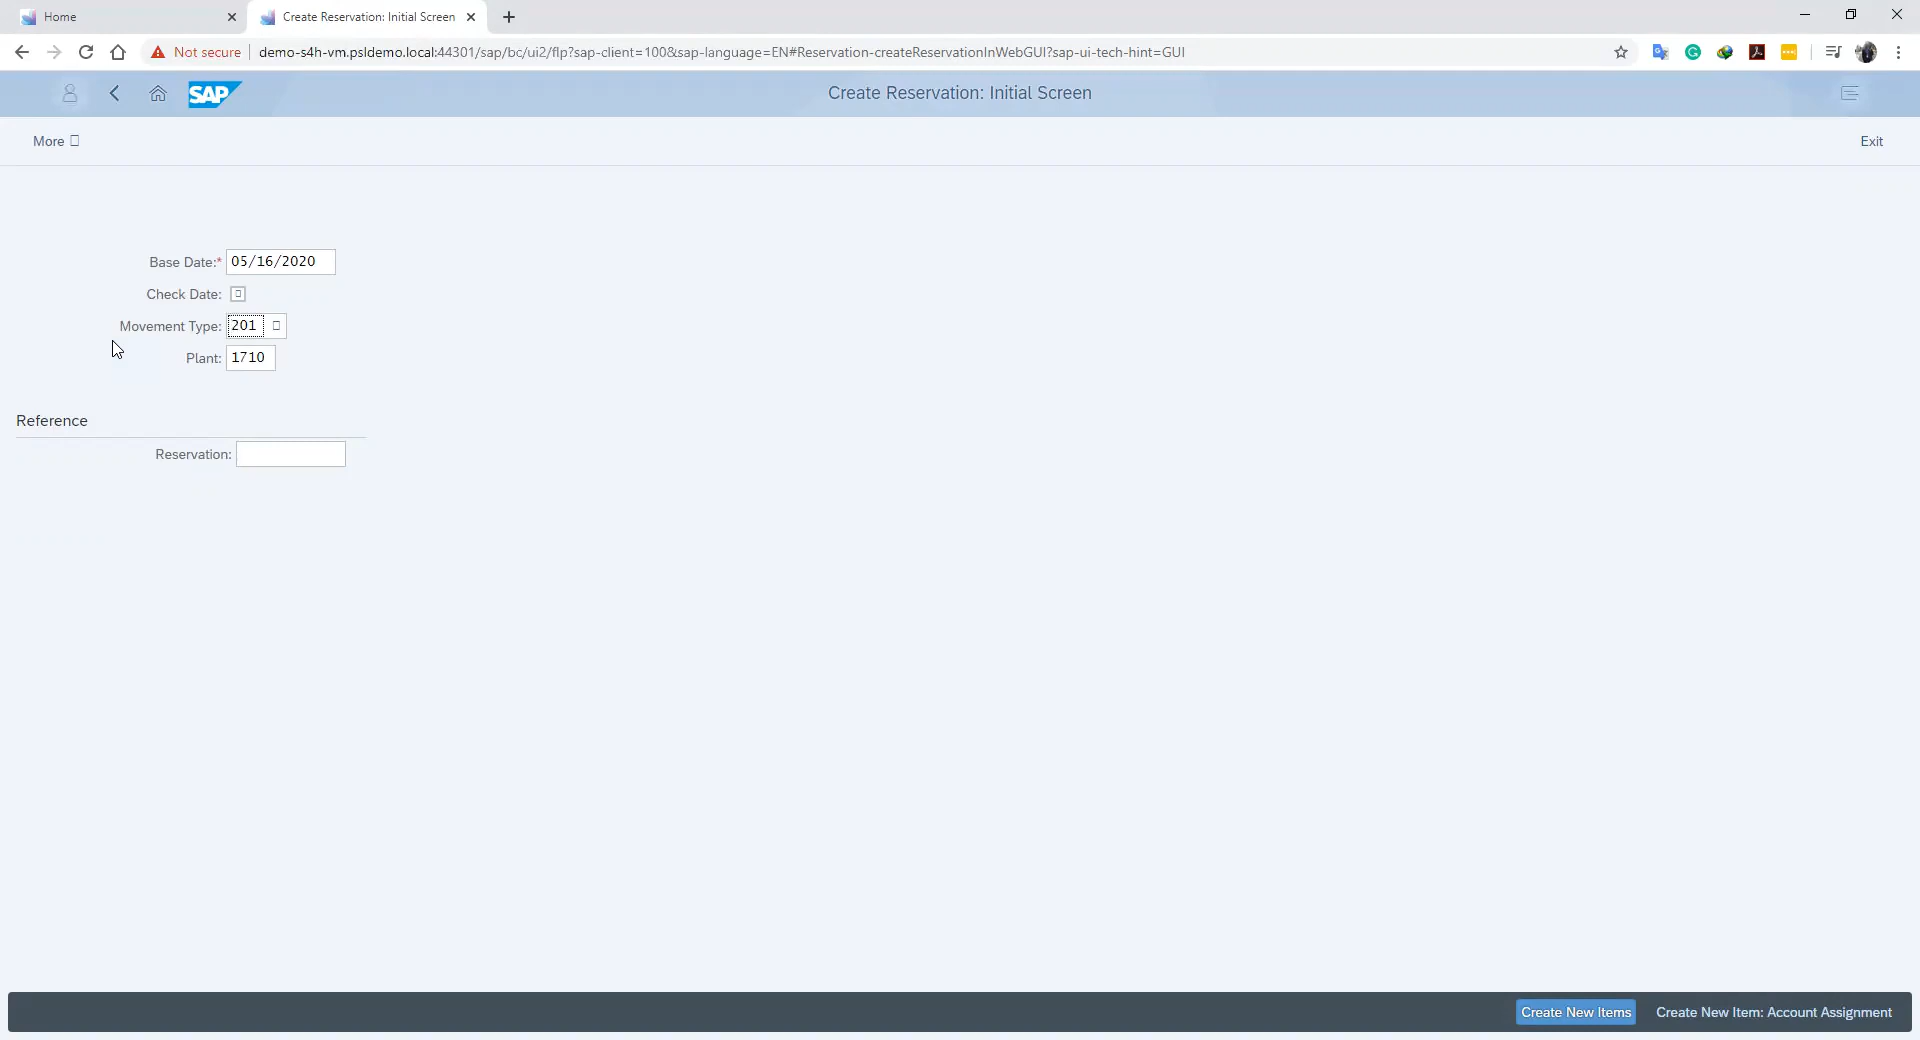 Home
Create Reservation: Initial Screen
Not secure
demo-s4h-vm.psldemo.local:44301/sap/bc/ui2/flp?sap-client=100&sap-language=EN#Reservation-createReservationInWebGUI?sap-ui-tech-hint=GUI
SAP
Create Reservation: Initial Screen
More
Exit
Base Date:* 05/16/2020
Check Date:
Movement Type: 201
Plant: 1710
Reference
Reservation:
Create New Items
Create New Item: Account Assignment